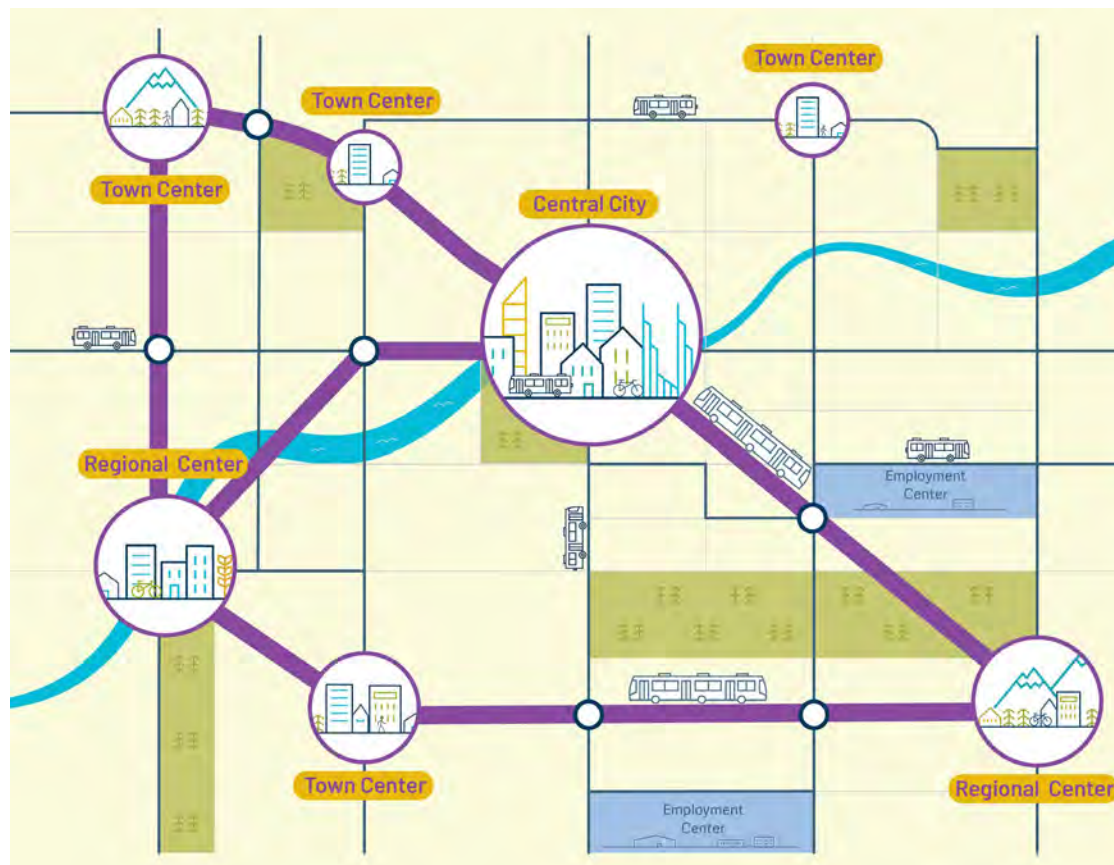 Town Center
Town Center
Town Center
Central City
Regional Center
Employment
Center
Town Center
Regional Center
Employment
Center